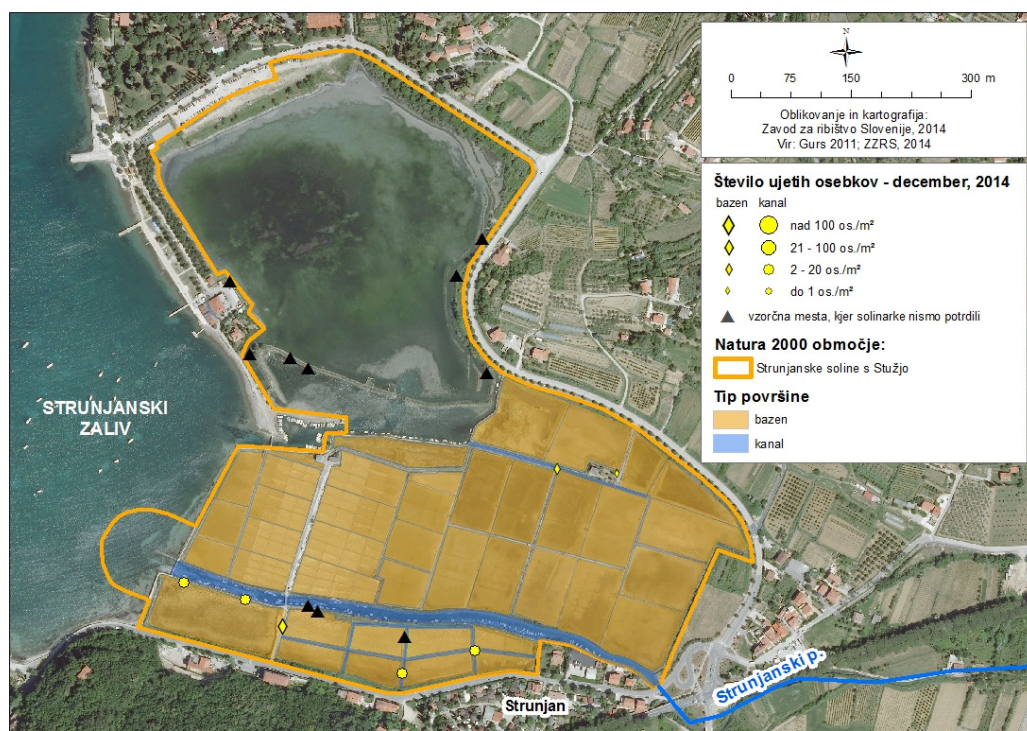 N
0 75 150 300 m
Oblikovanje in kartografija:
Zavod za ribištvo Slovenije, 2014
Vir: Gurs 2011; ZZRS, 2014
Število ujetih osebkov - december, 2014
bazen kanal
nad 100 os./m²
21 - 100 os./m²
2 - 20 os./m²
do 1 os./m²
vzorčna mesta, kjer solinarke nismo potrdili
Natura 2000 območje:
Strunjanske soline s Stužjo
Tip površine
bazen
kanal
STRUNJANSKI
ZALIV
Strunjanski p.
Strunjan